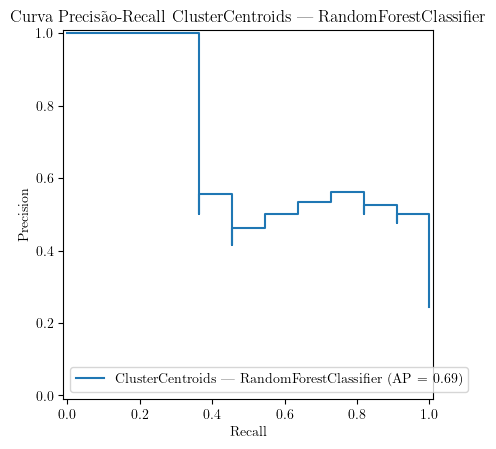 Curva Precisão-Recall ClusterCentroids — RandomForestClassifier
1.0
0.8
0.6
0.4
0.2
0.0
Precision
ClusterCentroids — RandomForestClassifier (AP = 0.69)
0.0 0.2 0.4 0.6 0.8 1.0
Recall